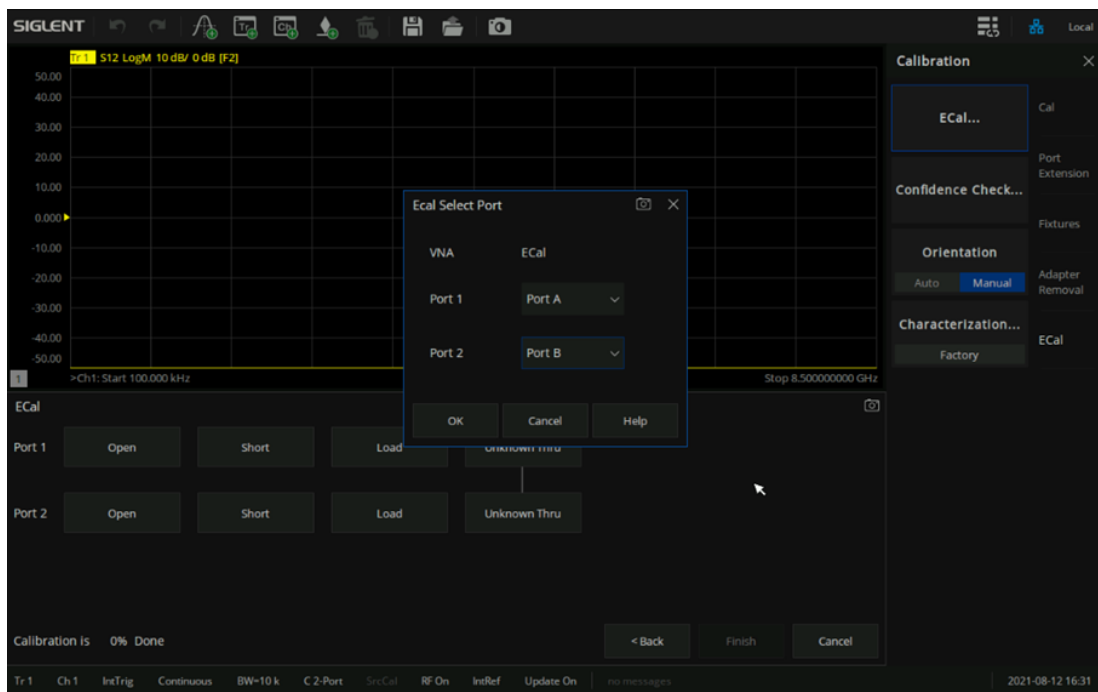 SIGLENT Tr Ch Local
Tr 1 S12 LogM 10 dB/ 0 dB [F2]
50.00
40.00
30.00
20.00
10.00
0.000
-10.00
-20.00
-30.00
-40.00
-50.00
1 >Ch1: Start 100.000 kHz Stop 8.500000000 GHz
Ecal Select Port
VNA ECal
Port 1 Port A
Port 2 Port B
OK Cancel Help
Calibration
ECal...
Confidence Check...
Orientation
Auto Manual
Characterization...
Factory
Cal
Port
Extension
Fixtures
Adapter
Removal
ECal
ECal
Port 1 Open Short Load Unknown Thru
Port 2 Open Short Load Unknown Thru
Calibration is 0% Done < Back Finish Cancel
Tr 1 Ch 1 IntTrig Continuous BW=10 k C 2-Port SrcCal RF On IntRef Update On no messages 2021-08-12 16:31